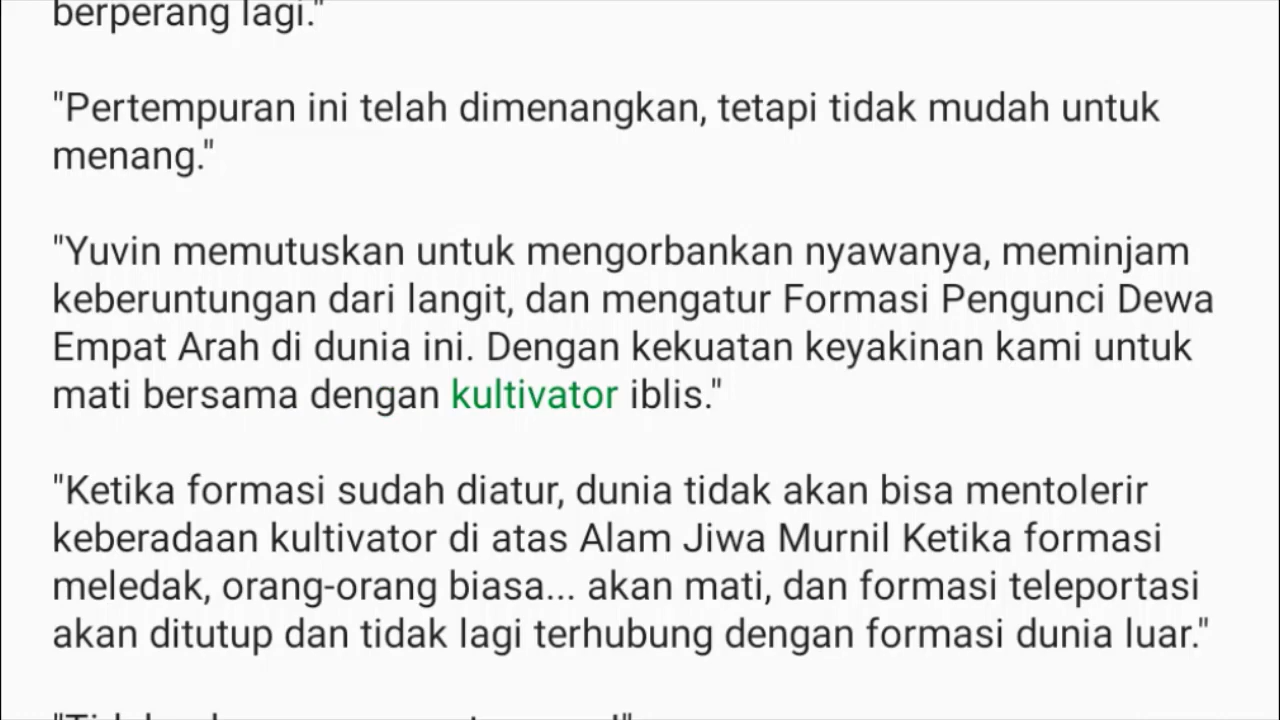 berperang lagi."
"Pertempuran ini telah dimenangkan, tetapi tidak mudah untuk
menang."
"Yuvin memutuskan untuk mengorbankan nyawanya, meminjam
keberuntungan dari langit, dan mengatur Formasi Pengunci Dewa
Empat Arah di dunia ini. Dengan kekuatan keyakinan kami untuk
mati bersama dengan kultivator iblis."
"Ketika formasi sudah diatur, dunia tidak akan bisa mentolerir
keberadaan kultivator di atas Alam Jiwa Murnil Ketika formasi
meledak, orang-orang biasa... akan mati, dan formasi teleportasi
akan ditutup dan tidak lagi terhubung dengan formasi dunia luar."